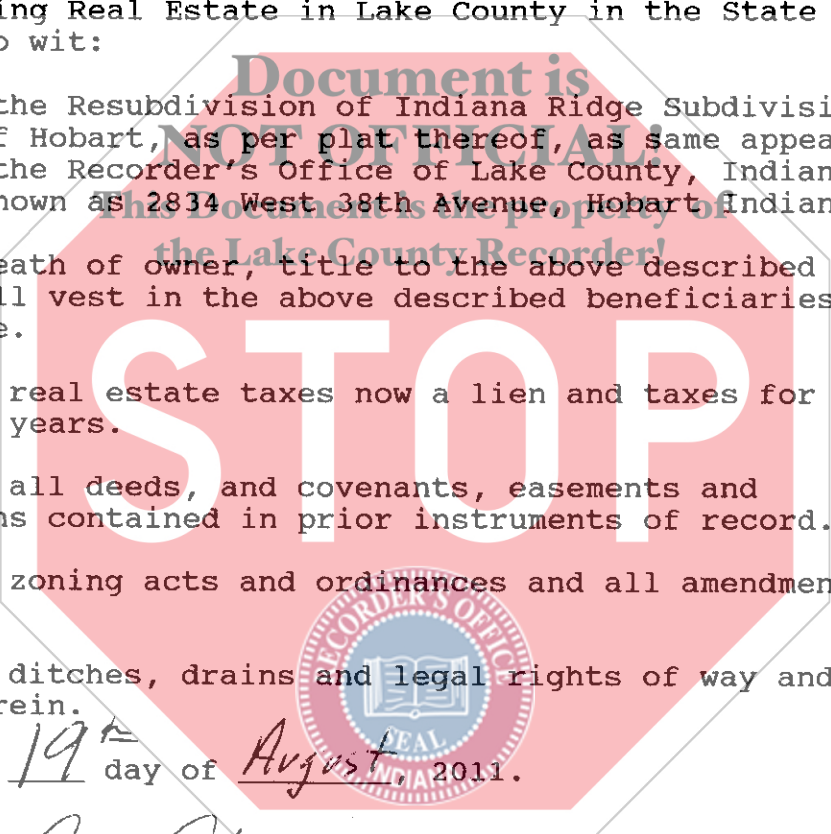 ing Real Estate in Lake County in the State
o wit:
Document is
the Resubdivision of Indiana Ridge Subdivisi
f Hobart, as per plat thereof, as same appea
NOT OFFICIAL!
the Recorder's Office of Lake County, Indian
nown as 2834 West 38th Avenue, Hobart Indian
This Document is the property of
the Lake County Recorder!
eath of owner, title to the above described
ll vest in the above described beneficiaries
e.
STOP
real estate taxes now a lien and taxes for
years.
all deeds, and covenants, easements and
ns contained in prior instruments of record.
zoning acts and ordinances and all amendmen
RECORDER'S OFFICE
SEAL
INDIANA
ditches, drains and legal rights of way and
rein.
19th day of August, 2011.